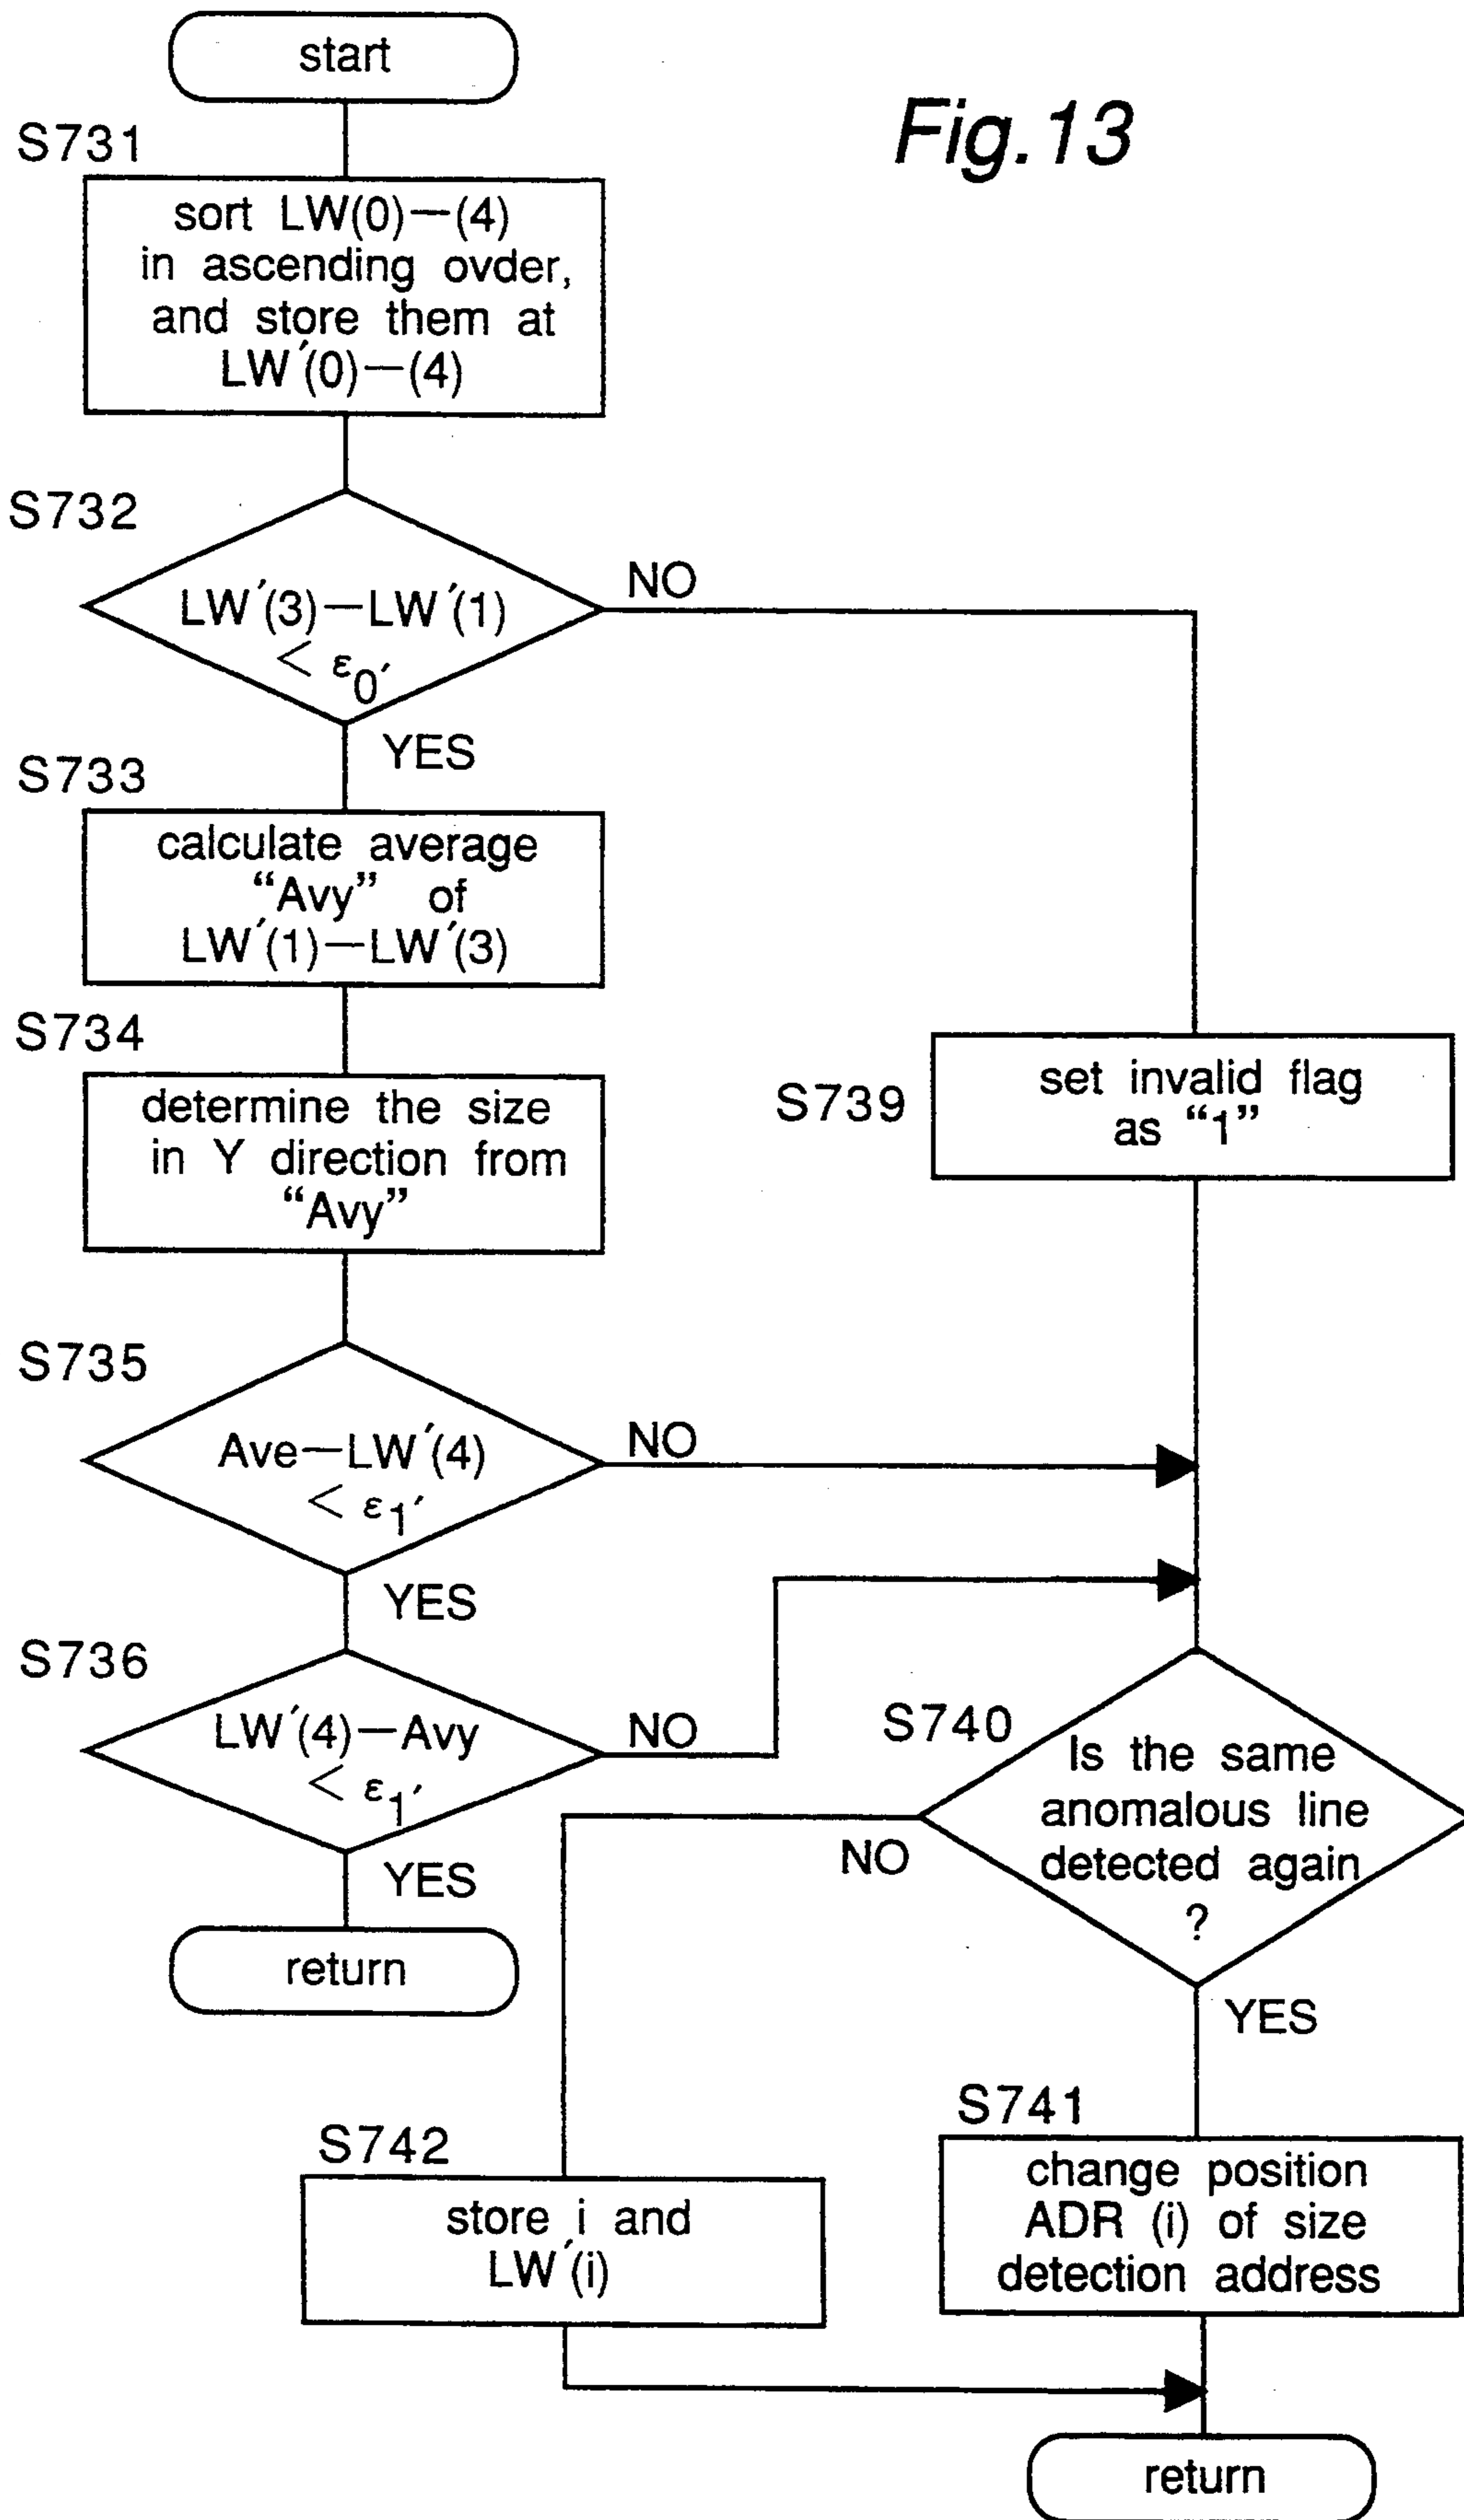 start
Fig.13
S731
sort LW(0)—(4)
in ascending ovder,
and store them at
LW´(0)—(4)
S732
LW´(3)—LW´(1)
< ε0′
NO
YES
S733
calculate average
“Avy” of
LW´(1)—LW´(3)
S734
determine the size
in Y direction from
“Avy”
S739
set invalid flag
as “1”
S735
Ave—LW´(4)
< ε1′
NO
YES
S736
LW´(4)—Avy
< ε1′
NO
YES
return
S740
Is the same
anomalous line
detected again
?
NO
YES
S741
change position
ADR (i) of size
detection address
S742
store i and
LW´(i)
return